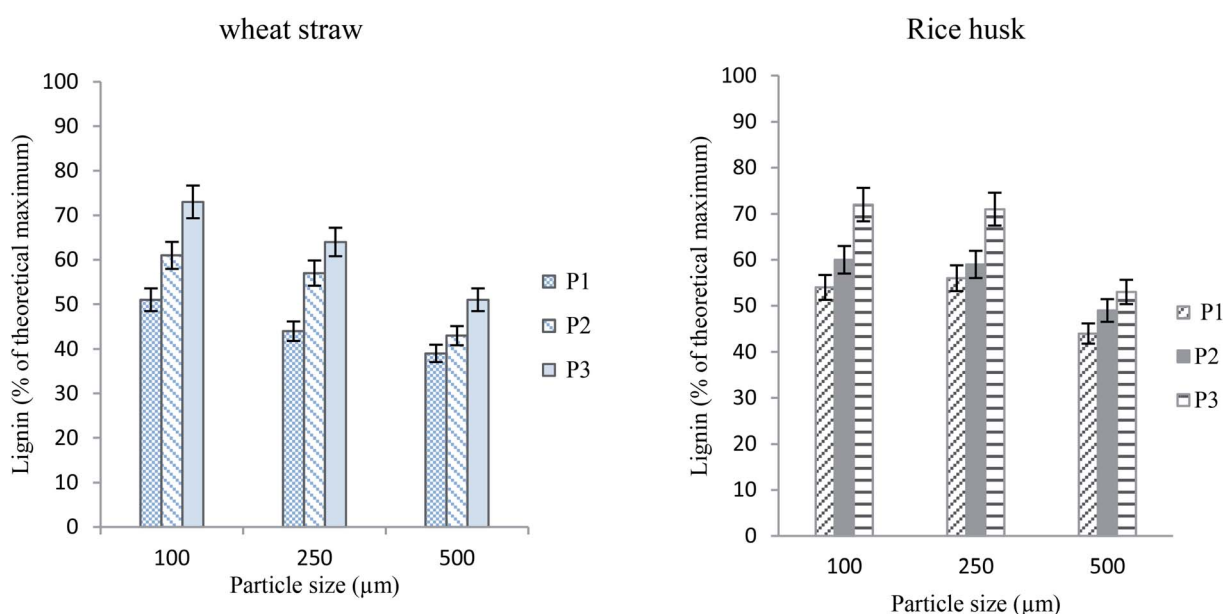 wheat straw
Lignin (% of theoretical maximum)
100
90
80
70
60
50
40
30
20
10
0
100 250 500
Particle size (µm)
P1
P2
P3
Rice husk
Lignin (% of theoretical maximum)
100
90
80
70
60
50
40
30
20
10
0
100 250 500
Particle size (µm)
P1
P2
P3